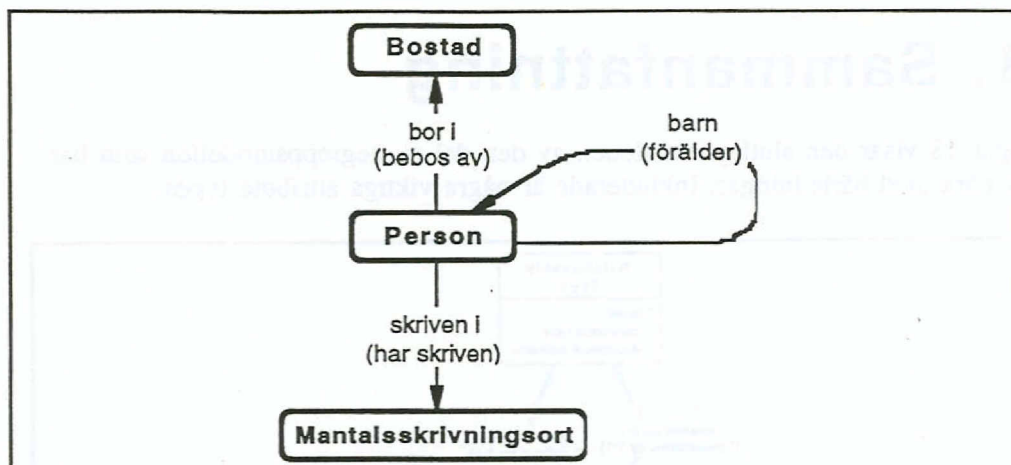 Bostad
bor i
(bebos av)
barn
(förälder)
Person
skriven i
(har skriven)
Mantalsskrivningsort